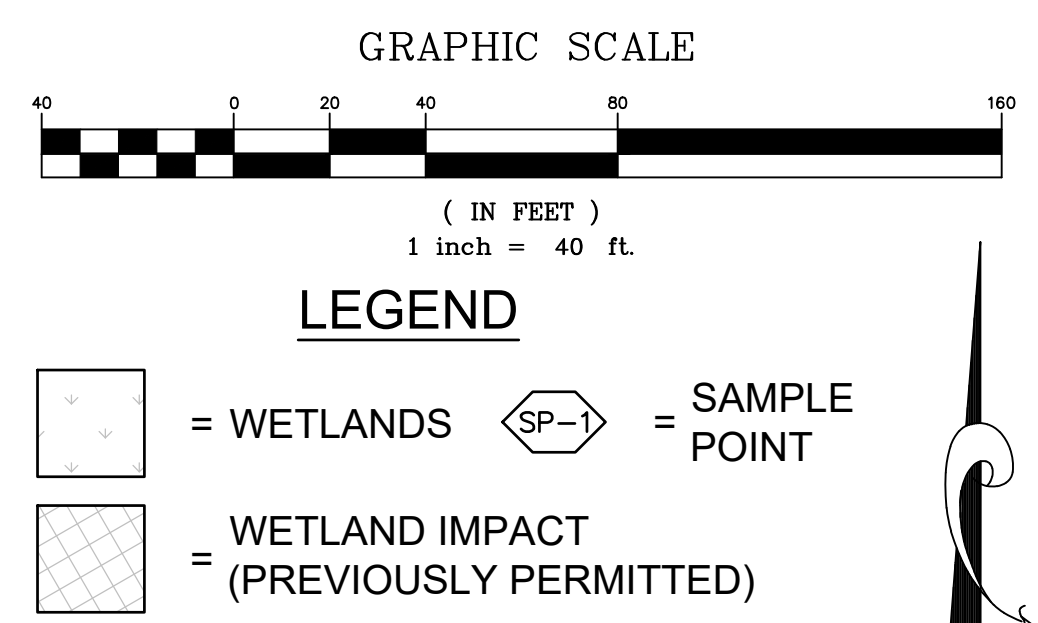 GRAPHIC SCALE
40 0 20 40 80 160
( IN FEET )
1 inch = 40 ft.
LEGEND
= WETLANDS
SP-1 = SAMPLE
POINT
= WETLAND IMPACT
(PREVIOUSLY PERMITTED)